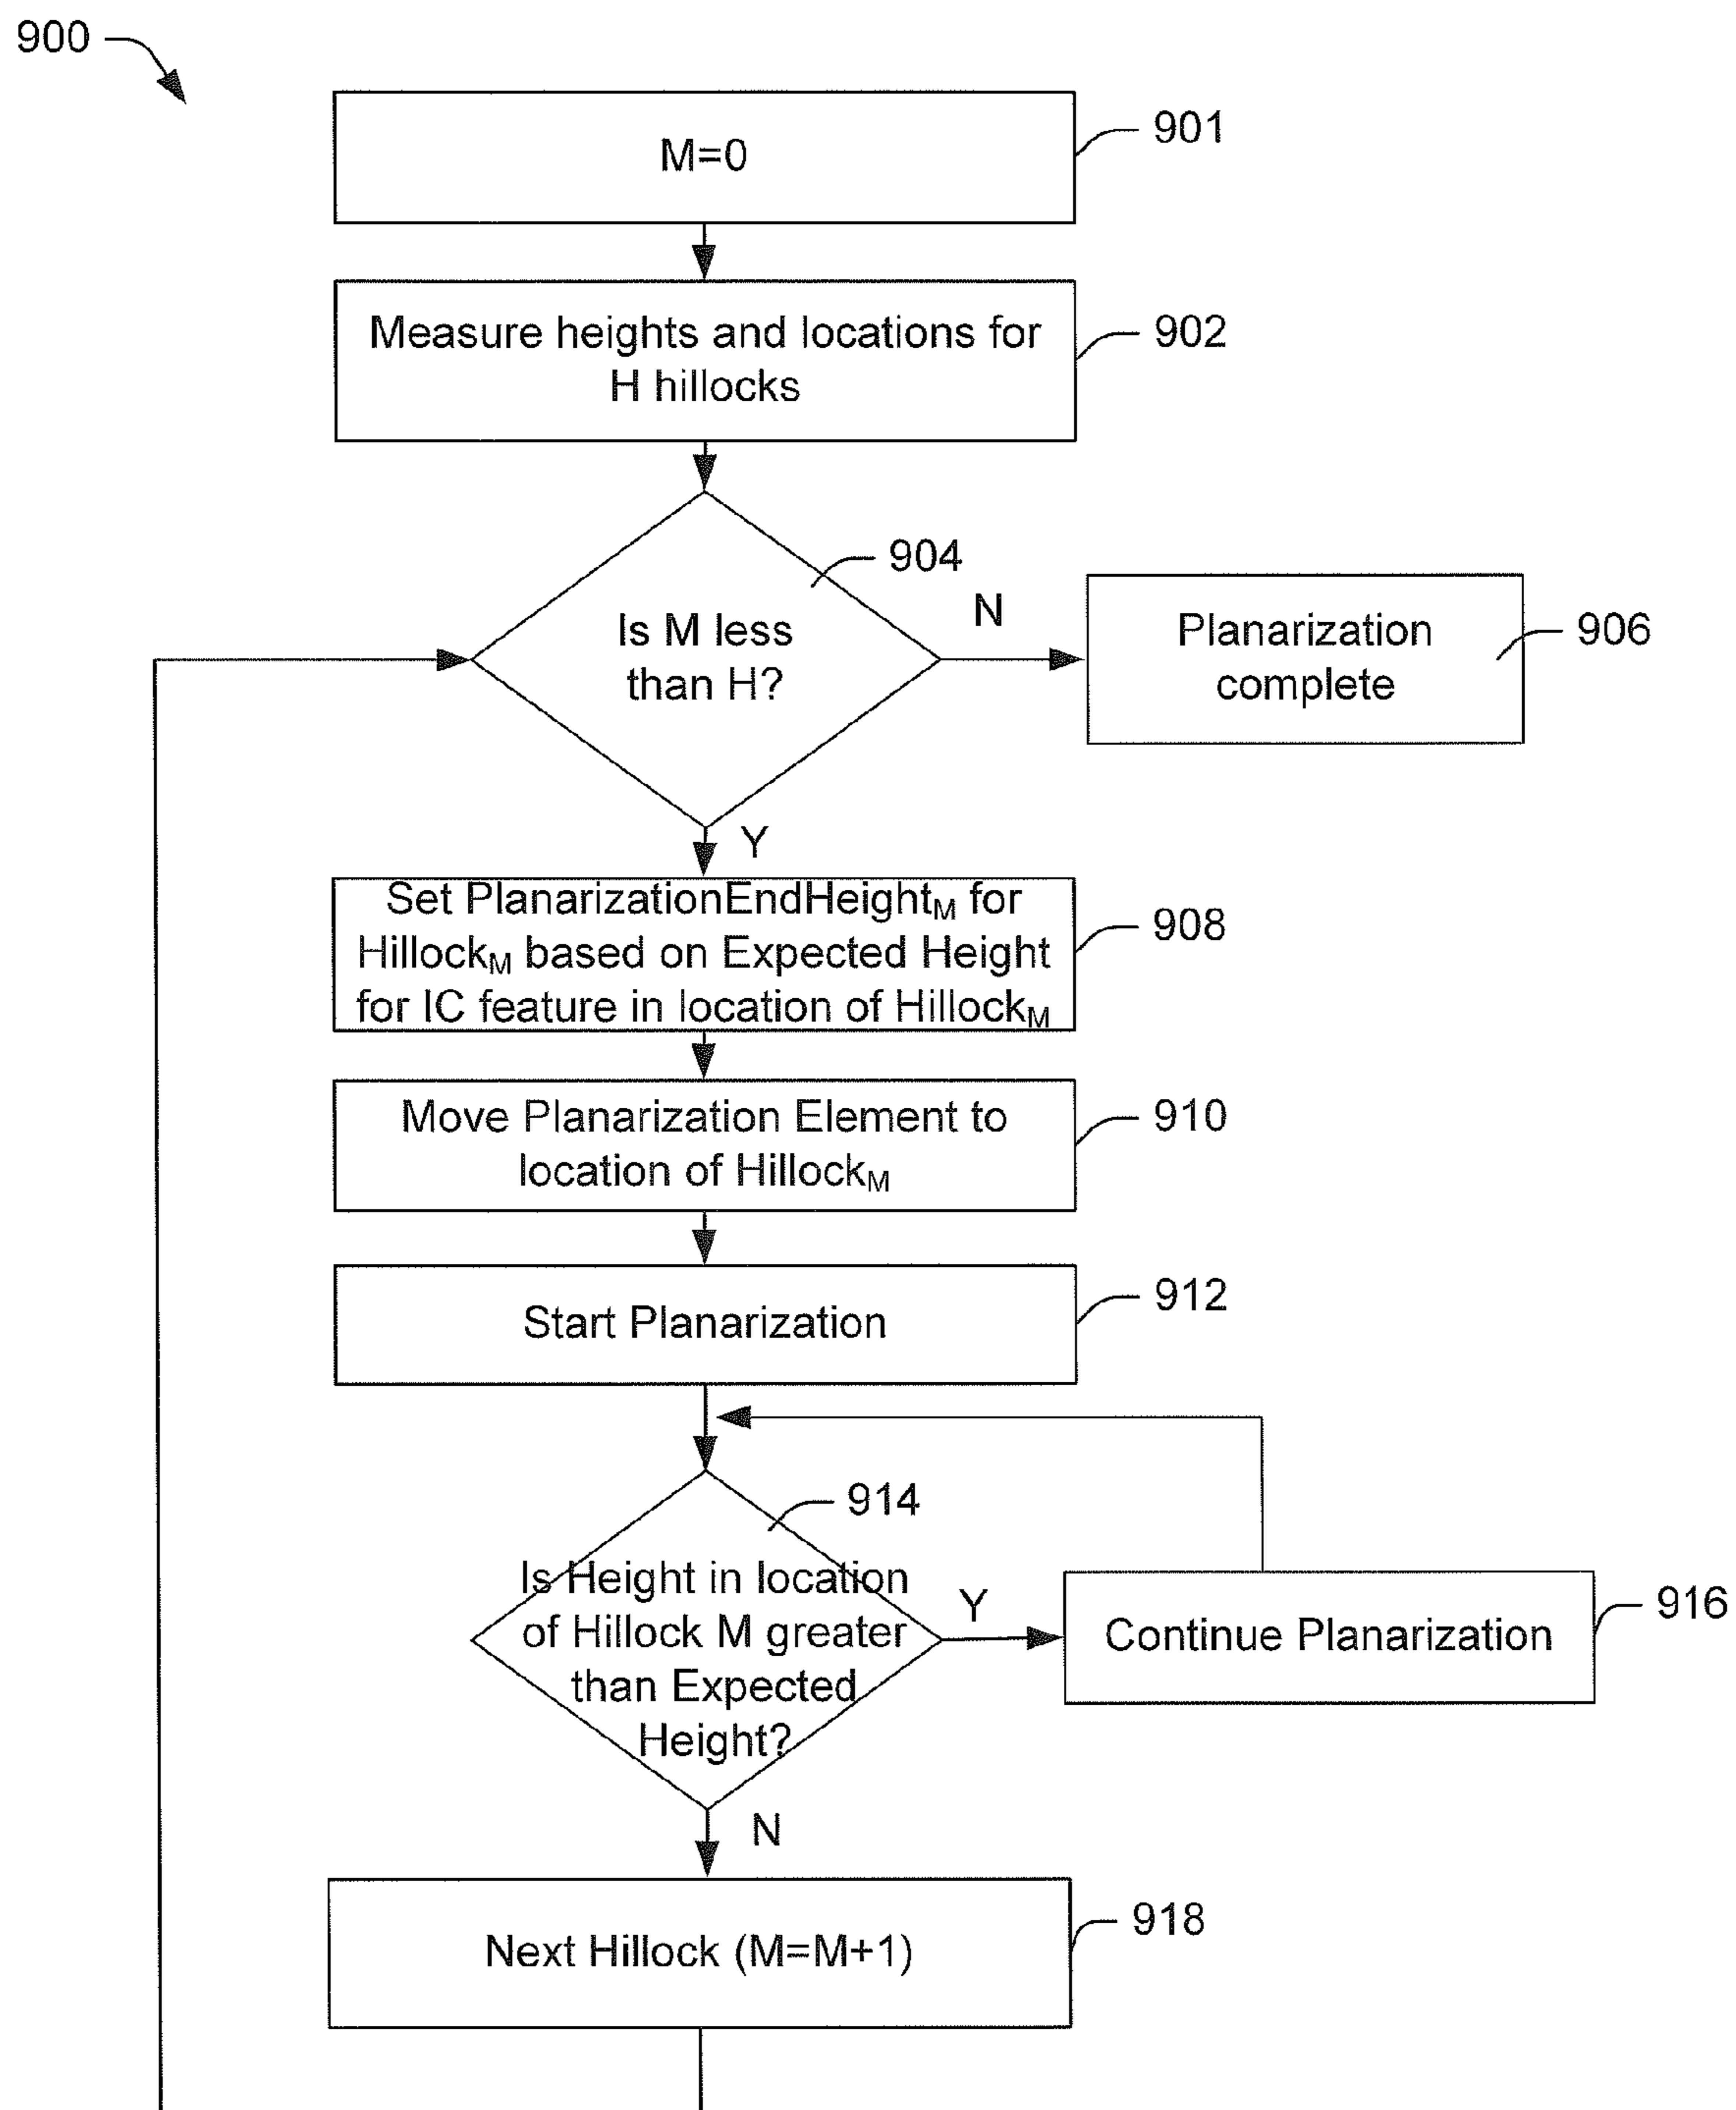 900
M=0
901
Measure heights and locations for
H hillocks
902
904
Is M less
than H?
N
Planarization
complete
906
Y
Set PlanarizationEndHeightM for
HillockM based on Expected Height
for IC feature in location of HillockM
908
Move Planarization Element to
location of HillockM
910
Start Planarization
912
914
Is Height in location
of Hillock M greater
than Expected
Height?
Y
Continue Planarization
916
N
Next Hillock (M=M+1)
918